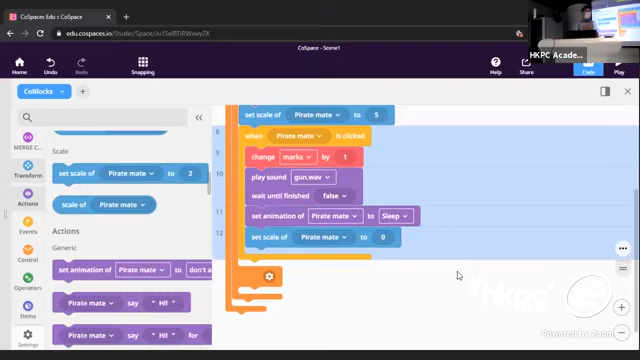 CoSpaces Edu :: CoSpace
edu.cospaces.io/Studio/Space/
HKPC Acade...
Home
Undo
Redo
Snapping
CoSpace - Scene1
Help
Share
Code
Play
CoBlocks
MERGE C
Transform
Actions
Events
Control
Operators
Items
Settings
Scale
set scale of Pirate mate to 2
scale of Pirate mate
Actions
Generic
set animation of Pirate mate to don't a
Pirate mate say " Hi! "
Pirate mate say " Hi! " for
set scale of Pirate mate to 5
8 when Pirate mate is clicked
9 change marks by 1
10 play sound gun.wav
wait until finished false
11 set animation of Pirate mate to Sleep
12 set scale of Pirate mate to 0
hkpc
Powered by Zoom